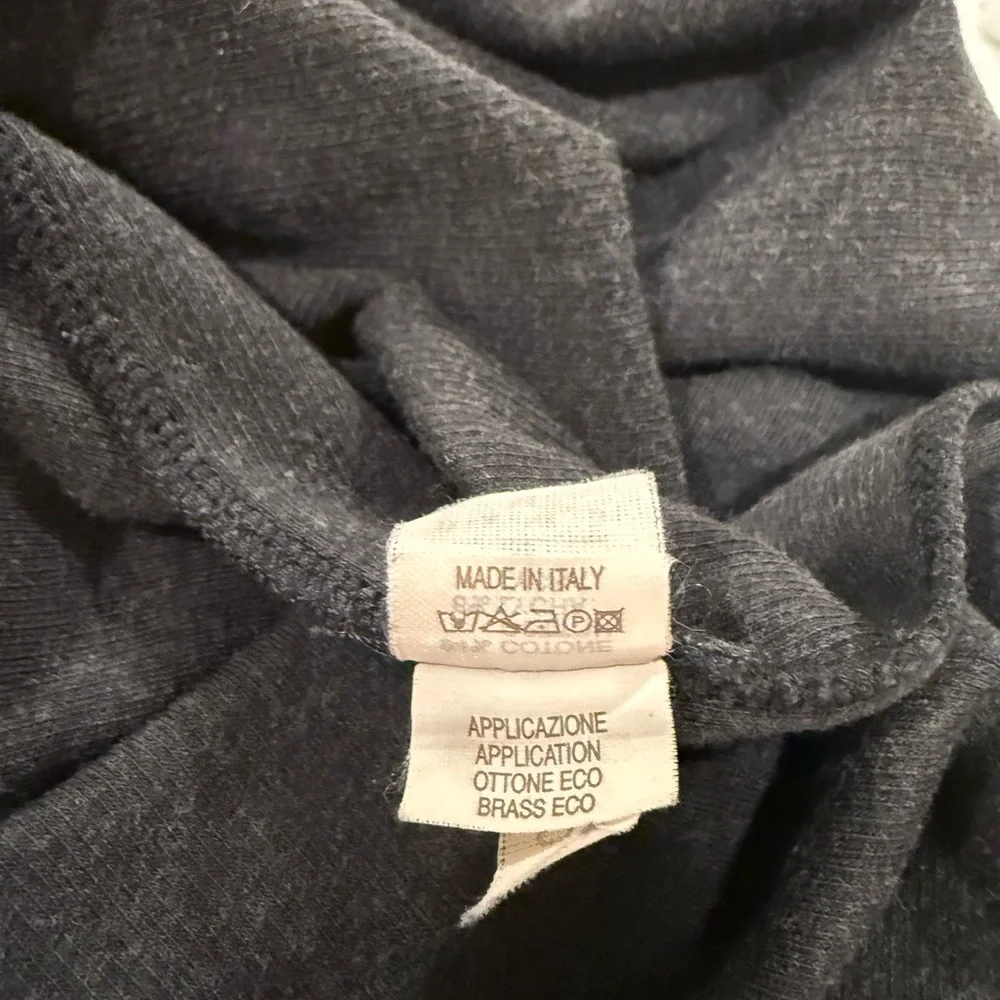 MADE IN ITALY
P
APPLICAZIONE
APPLICATION
OTTONE ECO
BRASS ECO